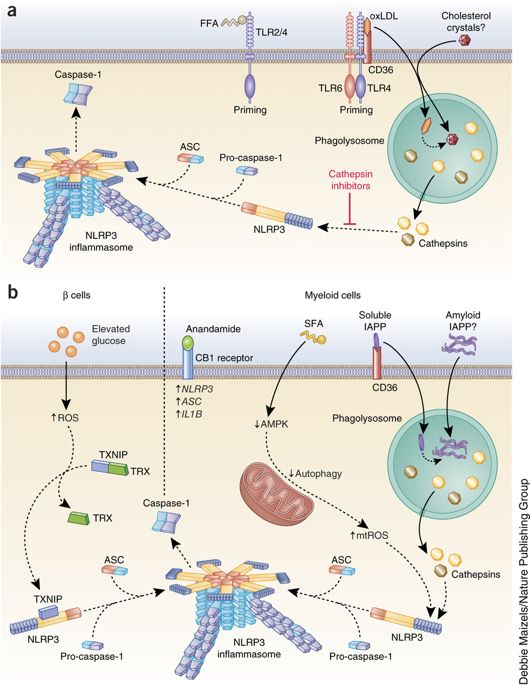 a
FFA
TLR2/4
Priming
oxLDL
CD36
TLR6
TLR4
Priming
Cholesterol
crystals?
Caspase-1
Phagolysosome
ASC
Pro-caspase-1
Cathepsin
inhibitors
NLRP3
Cathepsins
NLRP3
inflammasome
b
β cells
Myeloid cells
Elevated
glucose
Anandamide
CB1 receptor
↑NLRP3
↑ASC
↑IL1B
SFA
Soluble
IAPP
CD36
Amyloid
IAPP?
↑ROS
↓AMPK
Phagolysosome
TXNIP
TRX
↓Autophagy
TRX
Caspase-1
↑mtROS
Cathepsins
TXNIP
ASC
ASC
NLRP3
NLRP3
Pro-caspase-1
NLRP3
inflammasome
Pro-caspase-1
Debbie Maizels/Nature Publishing Group